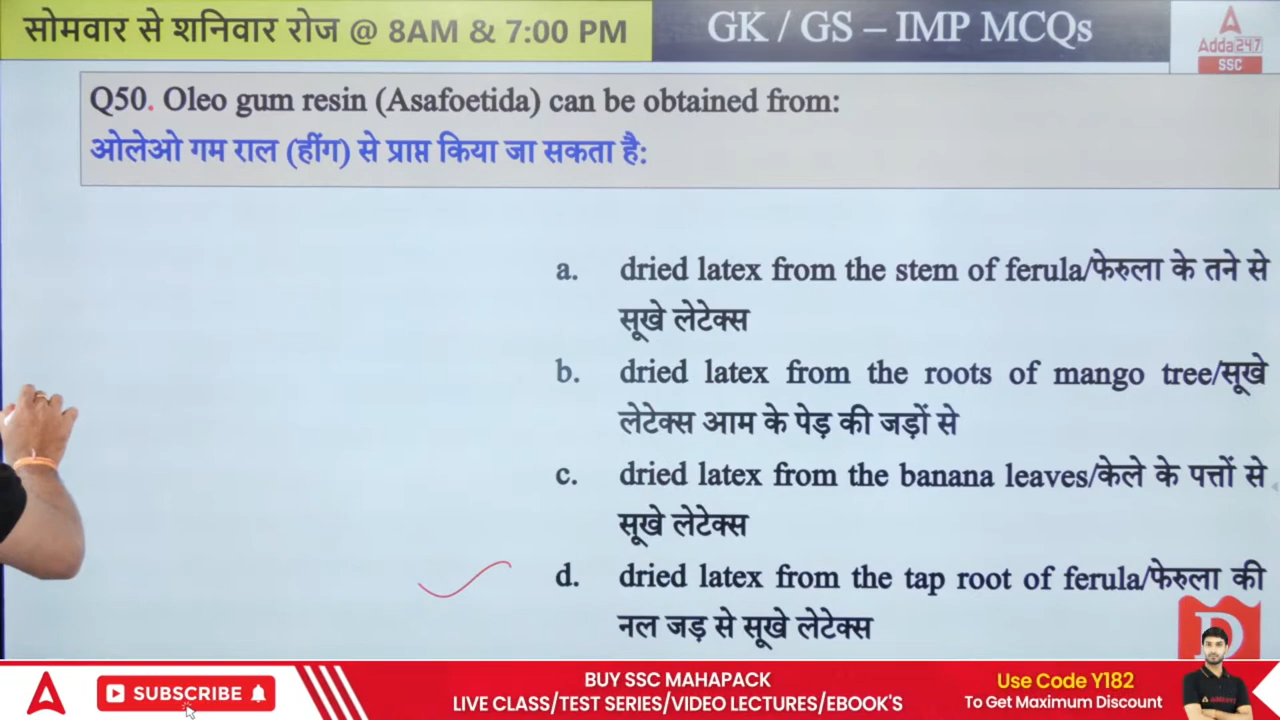 सोमवार से शनिवार रोज @ 8AM & 7:00 PM
GK / GS – IMP MCQs
Adda247
SSC
Q50. Oleo gum resin (Asafoetida) can be obtained from:
ओलेओ गम राल (हींग) से प्राप्त किया जा सकता है:
a. dried latex from the stem of ferula/फेरुला के तने से
सूखे लेटेक्स
b. dried latex from the roots of mango tree/सूखे
लेटेक्स आम के पेड़ की जड़ों से
c. dried latex from the banana leaves/केले के पत्तों से
सूखे लेटेक्स
d. dried latex from the tap root of ferula/फेरुला की
नल जड़ से सूखे लेटेक्स
D
SUBSCRIBE
BUY SSC MAHAPACK
LIVE CLASS/TEST SERIES/VIDEO LECTURES/EBOOK'S
Use Code Y182
To Get Maximum Discount